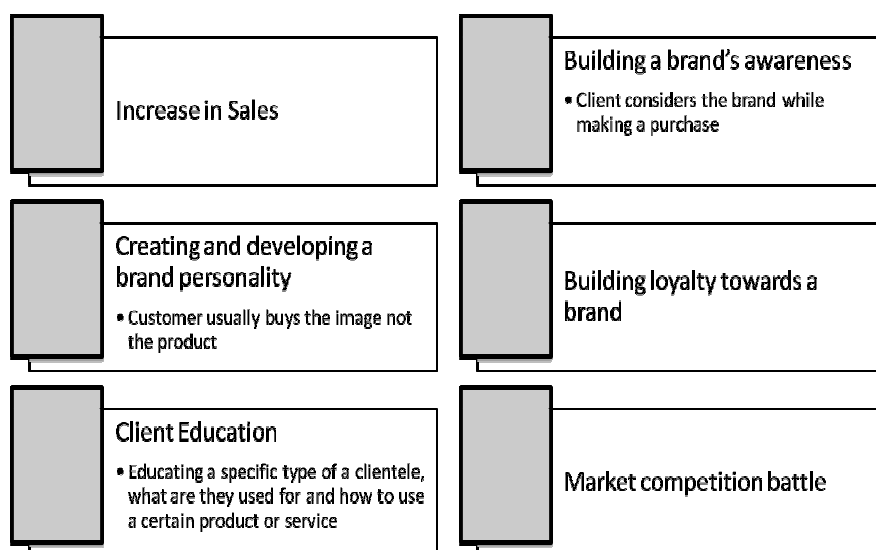 Increase in Sales
Building a brand's awareness
• Client considers the brand while
making a purchase
Creating and developing a
brand personality
• Customer usually buys the image not
the product
Building loyalty towards a
brand
Client Education
• Educating a specific type of a clientele,
what are they used for and how to use
a certain product or service
Market competition battle